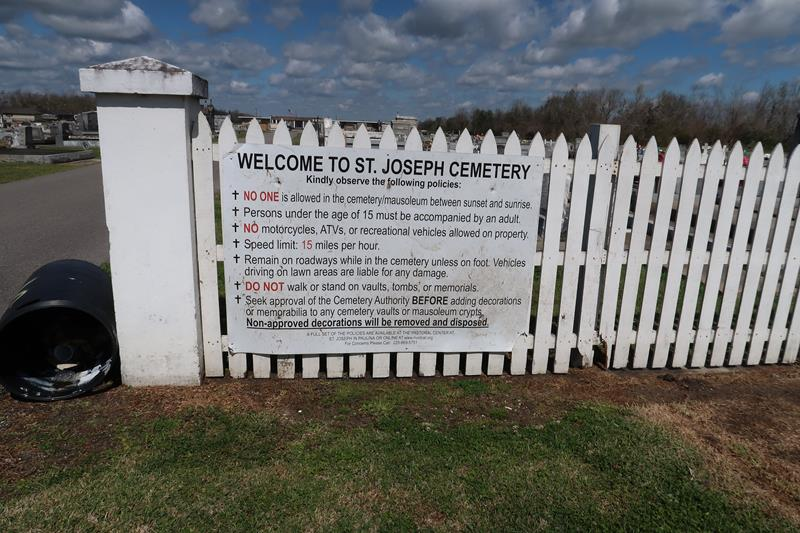 WELCOME TO ST. JOSEPH CEMETERY
Kindly observe the following policies:
✝ NO ONE is allowed in the cemetery/mausoleum between sunset and sunrise.
✝ Persons under the age of 15 must be accompanied by an adult.
✝ NO motorcycles, ATVs, or recreational vehicles allowed on property.
✝ Speed limit: 15 miles per hour.
✝ Remain on roadways while in the cemetery unless on foot. Vehicles
driving on lawn areas are liable for any damage.
✝ DO NOT walk or stand on vaults, tombs, or memorials.
✝ Seek approval of the Cemetery Authority BEFORE adding decorations
or memorabilia to any cemetery vaults or mausoleum crypts.
Non-approved decorations will be removed and disposed.
A FULL SET OF THE POLICIES ARE AVAILABLE AT THE PASTORAL CENTER AT
ST. JOSEPH IN PAULINA OR ONLINE AT
For Concerns Please Call: 225-869-5751